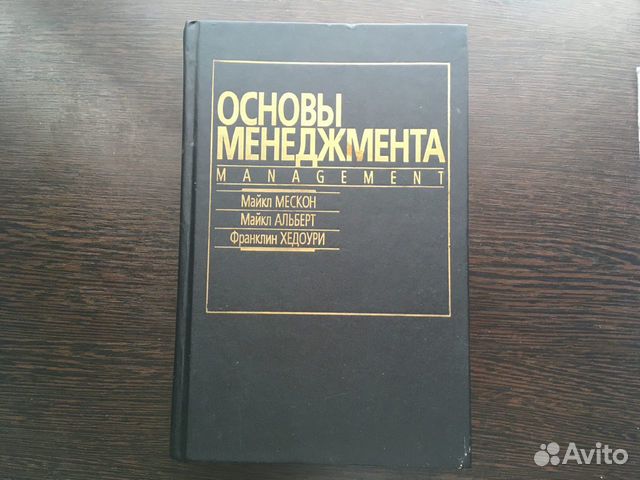 ОСНОВЫ
МЕНЕДЖМЕНТА
MANAGEMENT
Майкл МЕСКОН
Майкл АЛЬБЕРТ
Франклин ХЕДОУРИ
Avito